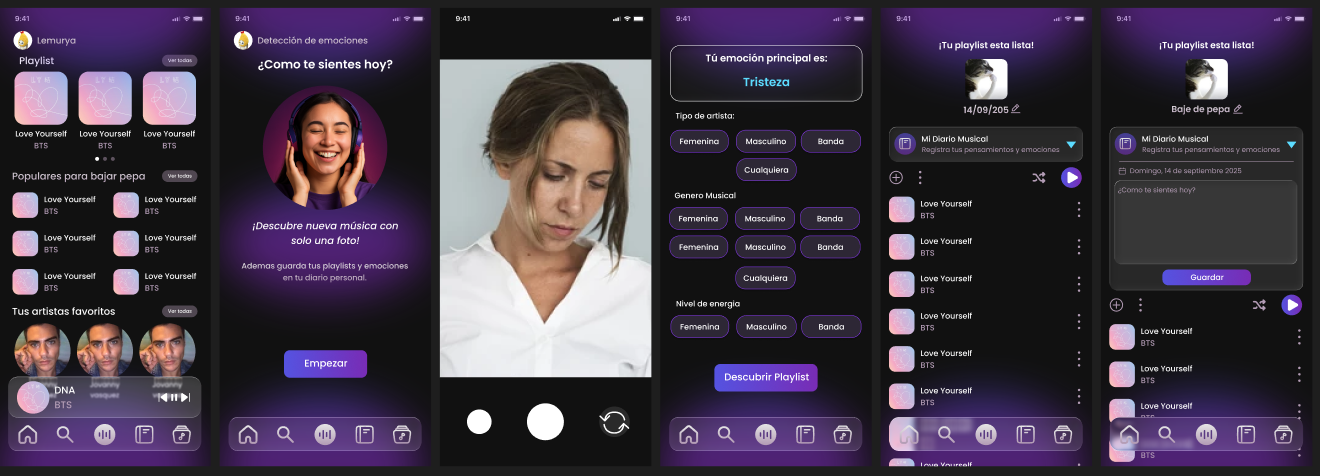 9:41
Lemurya
Playlist
Ver todas
Love Yourself
Love Yourself
Love Yourself
BTS
BTS
BTS
Populares para bajar pepa
Ver todas
Love Yourself
BTS
Love Yourself
BTS
Love Yourself
BTS
Love Yourself
BTS
Love Yourself
BTS
Love Yourself
BTS
Tus artistas favoritos
Ver todas
Jovanny
vasquez
DNA
BTS
9:41
Detección de emociones
¿Como te sientes hoy?
¡Descubre nueva música con
solo una foto!
Ademas guarda tus playlists y emociones
en tu diario personal.
Empezar
9:41
9:41
Tú emoción principal es:
Tristeza
Tipo de artista:
Femenina
Masculino
Banda
Cualquiera
Genero Musical
Femenina
Masculino
Banda
Femenina
Masculino
Banda
Cualquiera
Nivel de energia
Femenina
Masculino
Banda
Descubrir Playlist
9:41
¡Tu playlist esta lista!
14/09/205
Mi Diario Musical
Registra tus pensamientos y emociones
Love Yourself
BTS
Love Yourself
BTS
Love Yourself
BTS
Love Yourself
BTS
Love Yourself
BTS
Love Yourself
BTS
Love Yourself
9:41
¡Tu playlist esta lista!
Baje de pepa
Mi Diario Musical
Registra tus pensamientos y emociones
Domingo, 14 de septiembre 2025
¿Como te sientes hoy?
Guardar
Love Yourself
BTS
Love Yourself
BTS
Love Yourself
BTS
BTS